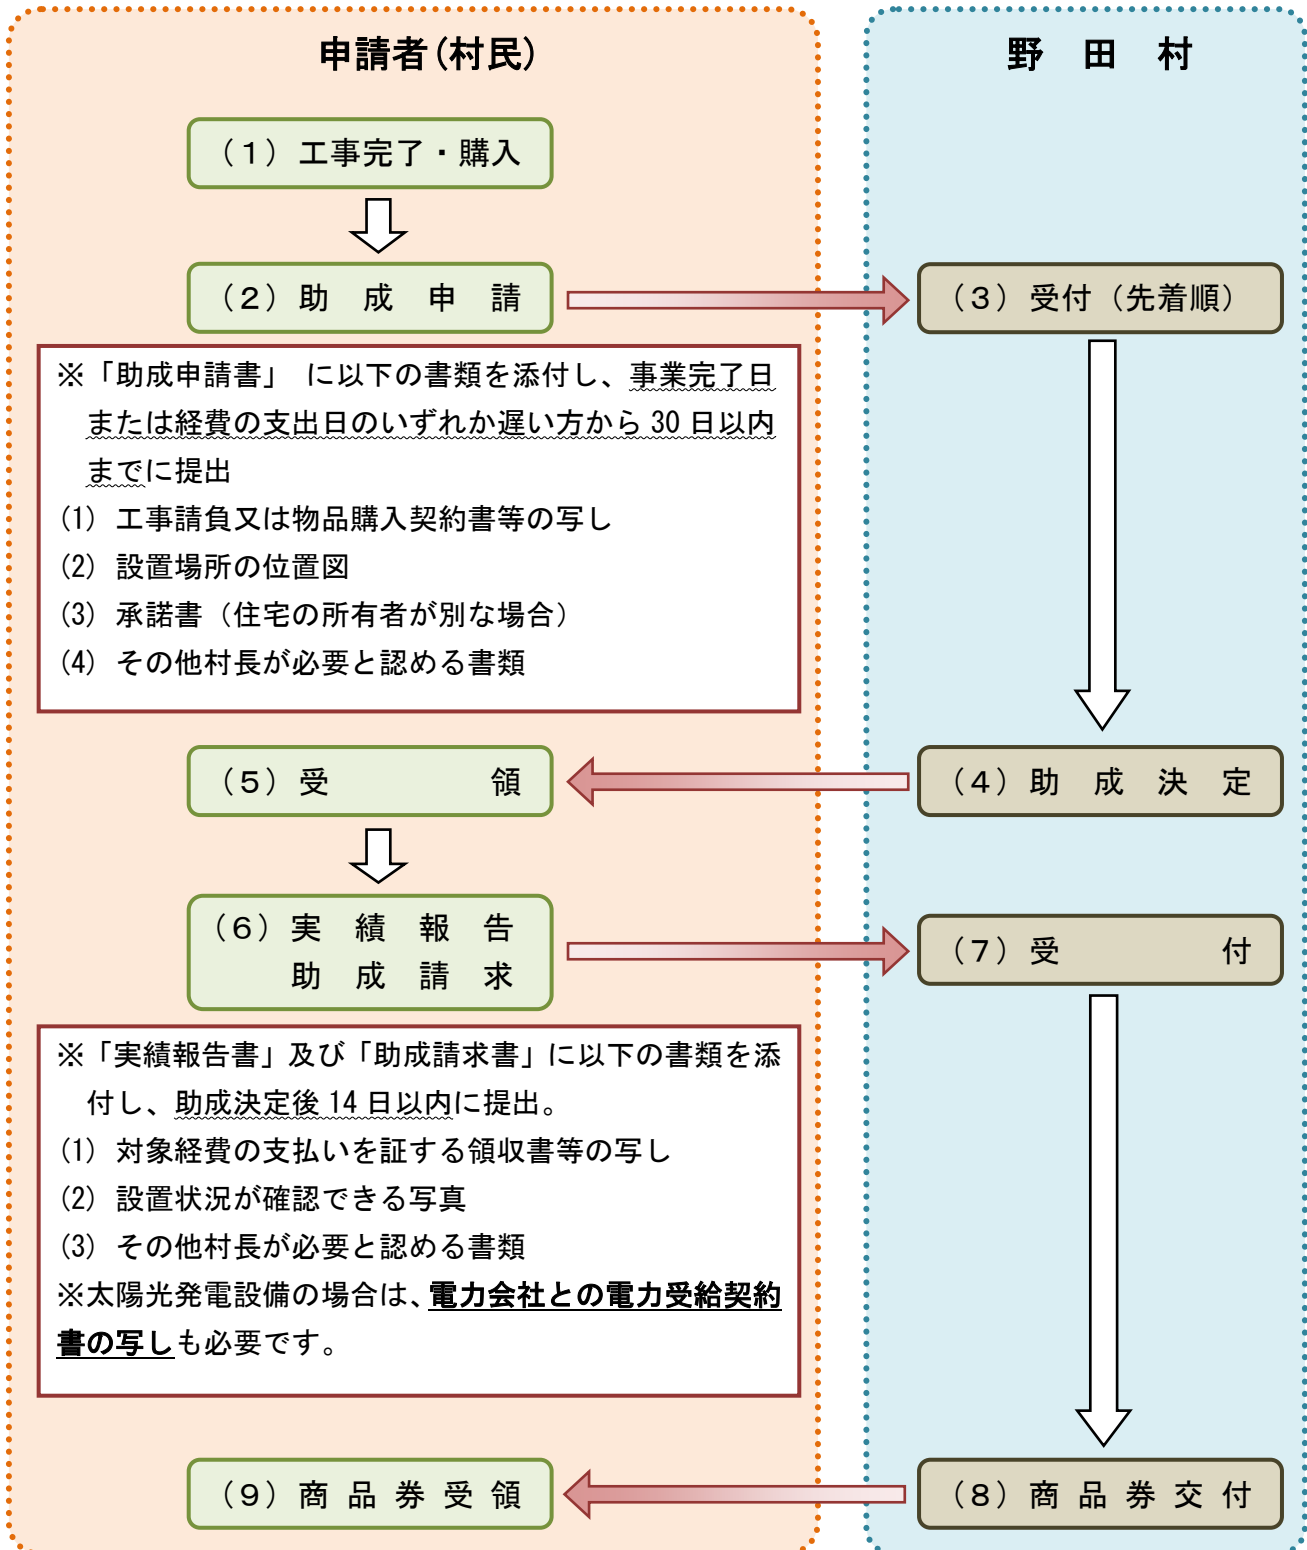 申請者（村民）
野　田　村
（1）工事完了・購入
（2）助　成　申　請
（3）受付（先着順）
※「助成申請書」 に以下の書類を添付し、事業完了日
または経費の支出日のいずれか遅い方から 30 日以内
までに提出
(1) 工事請負又は物品購入契約書等の写し
(2) 設置場所の位置図
(3) 承諾書（住宅の所有者が別な場合）
(4) その他村長が必要と認める書類
（5）受　　　　　領
（4）助　成　決　定
（6）実　績　報　告
助　成　請　求
（7）受　　　　　付
※「実績報告書」及び「助成請求書」に以下の書類を添
付し、助成決定後 14 日以内に提出。
(1) 対象経費の支払いを証する領収書等の写し
(2) 設置状況が確認できる写真
(3) その他村長が必要と認める書類
※太陽光発電設備の場合は、電力会社との電力受給契約
書の写しも必要です。
（9）商 品 券 受 領
（8）商 品 券 交 付